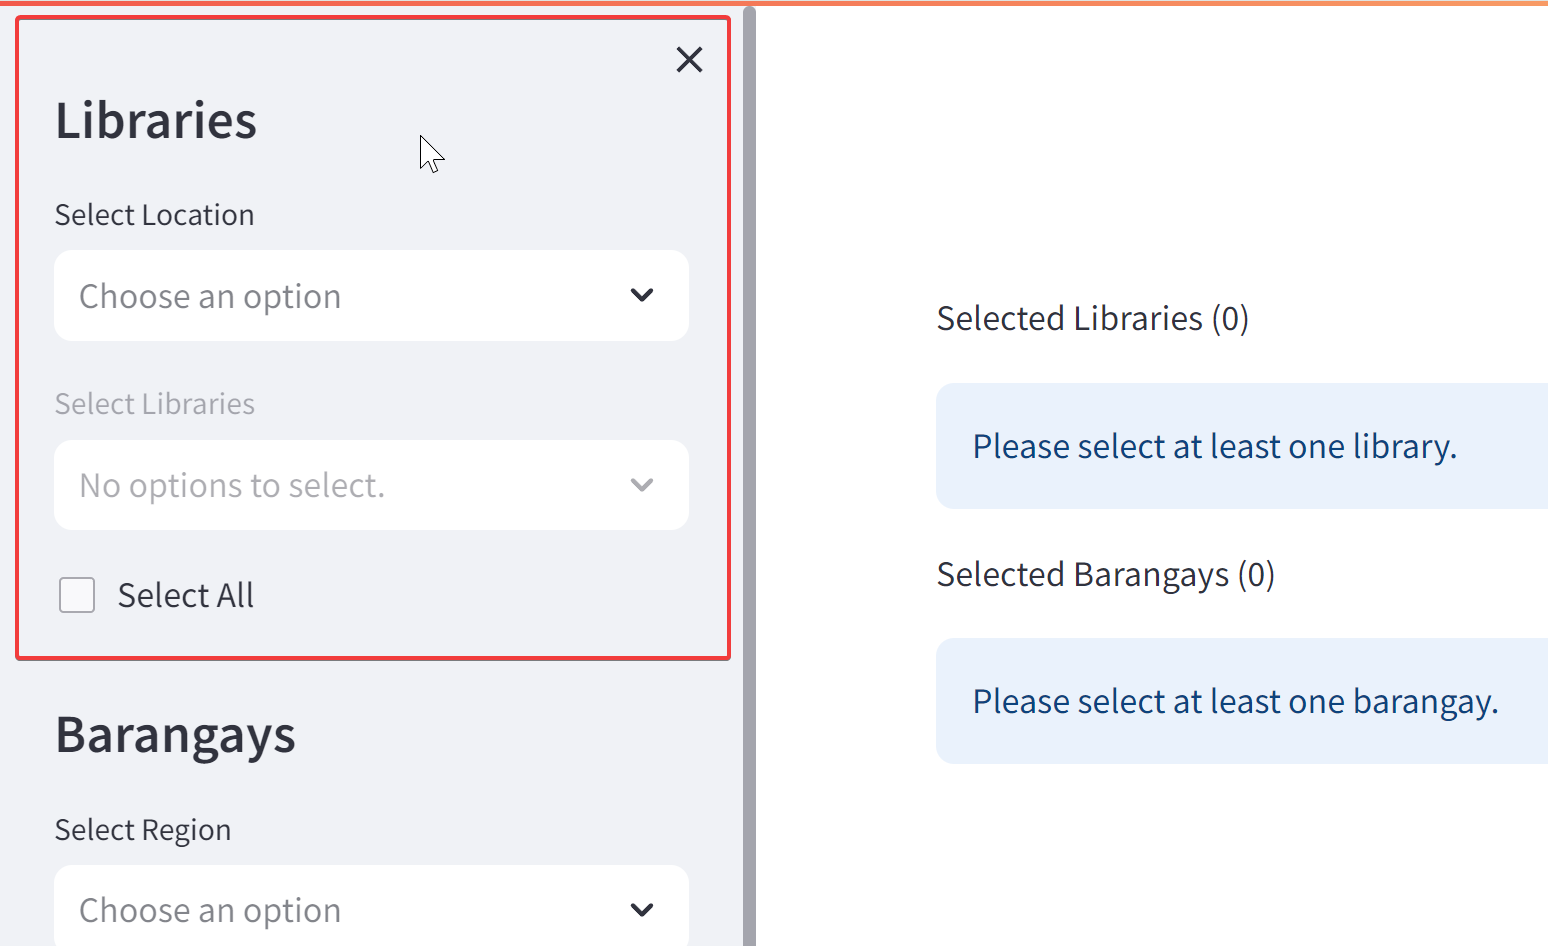 Libraries
Select Location
Choose an option
Select Libraries
No options to select.
Select All
Barangays
Select Region
Choose an option
Selected Libraries (0)
Please select at least one library.
Selected Barangays (0)
Please select at least one barangay.